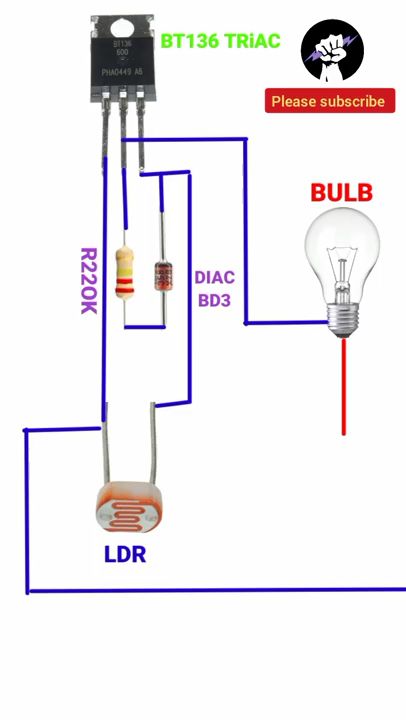 BT136
600
PHA0449 A6
BT136 TRiAC
Please subscribe
BULB
R220K
DIAC
BD3
LDR